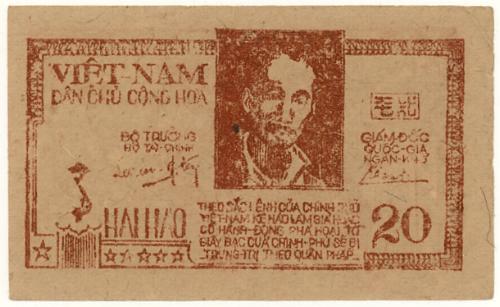 VIỆT-NAM
DÂN CHỦ CỘNG HÒA
BỘ TRƯỞNG
BỘ TÀI-CHÍNH
GIÁM-ĐỐC
QUỐC-GIA
HAI HÀO
THEO SẮC LỆNH CỦA CHÍNH PHỦ
VIỆT-NAM KẺ NÀO LÀM GIẢ HOẶC
CÓ HÀNH-ĐỘNG PHÁ HOẠI TỜ
GIẤY BẠC CỦA CHÍNH-PHỦ SẼ BỊ
TRỪNG-TRỊ THEO QUÂN PHÁP
20